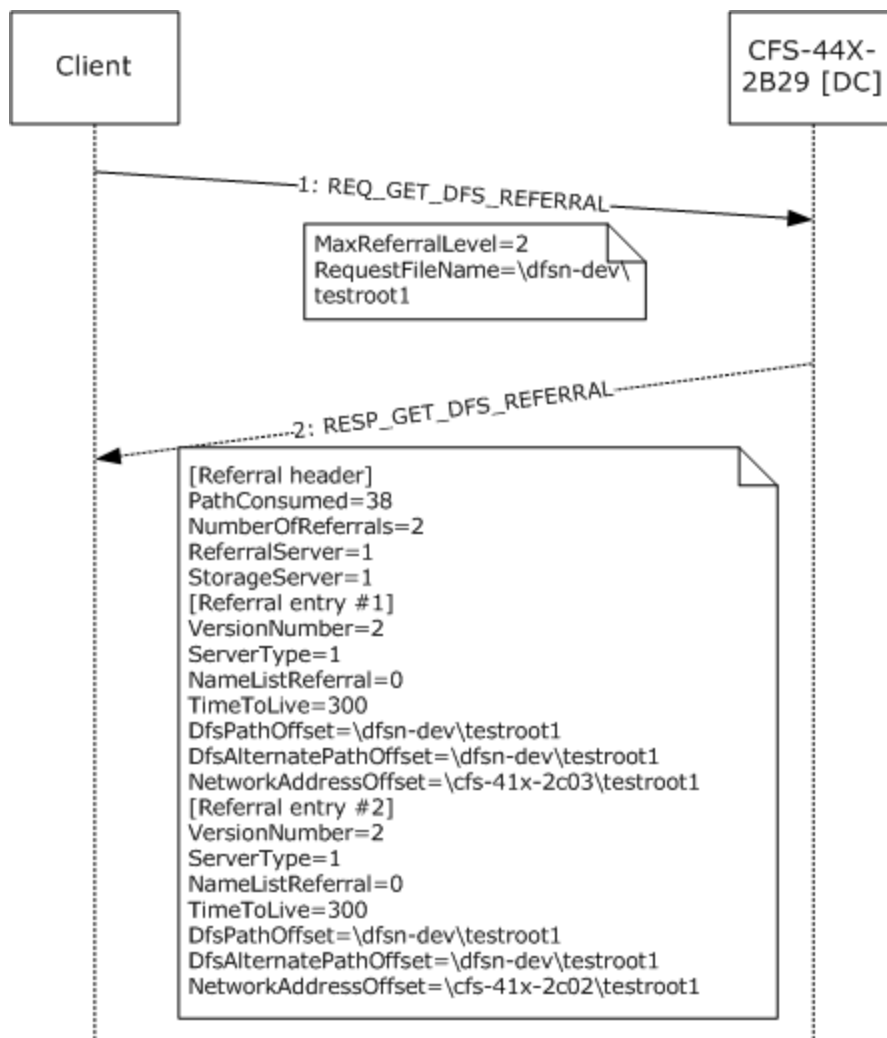 Client
CFS-44X-
2B29 [DC]
1: REQ_GET_DFS_REFERRAL
MaxReferralLevel=2
RequestFileName=\dfsn-dev\
testroot1
2: RESP_GET_DFS_REFERRAL
[Referral header]
PathConsumed=38
NumberOfReferrals=2
ReferralServer=1
StorageServer=1
[Referral entry #1]
VersionNumber=2
ServerType=1
NameListReferral=0
TimeToLive=300
DfsPathOffset=\dfsn-dev\testroot1
DfsAlternatePathOffset=\dfsn-dev\testroot1
NetworkAddressOffset=\cfs-41x-2c03\testroot1
[Referral entry #2]
VersionNumber=2
ServerType=1
NameListReferral=0
TimeToLive=300
DfsPathOffset=\dfsn-dev\testroot1
DfsAlternatePathOffset=\dfsn-dev\testroot1
NetworkAddressOffset=\cfs-41x-2c02\testroot1